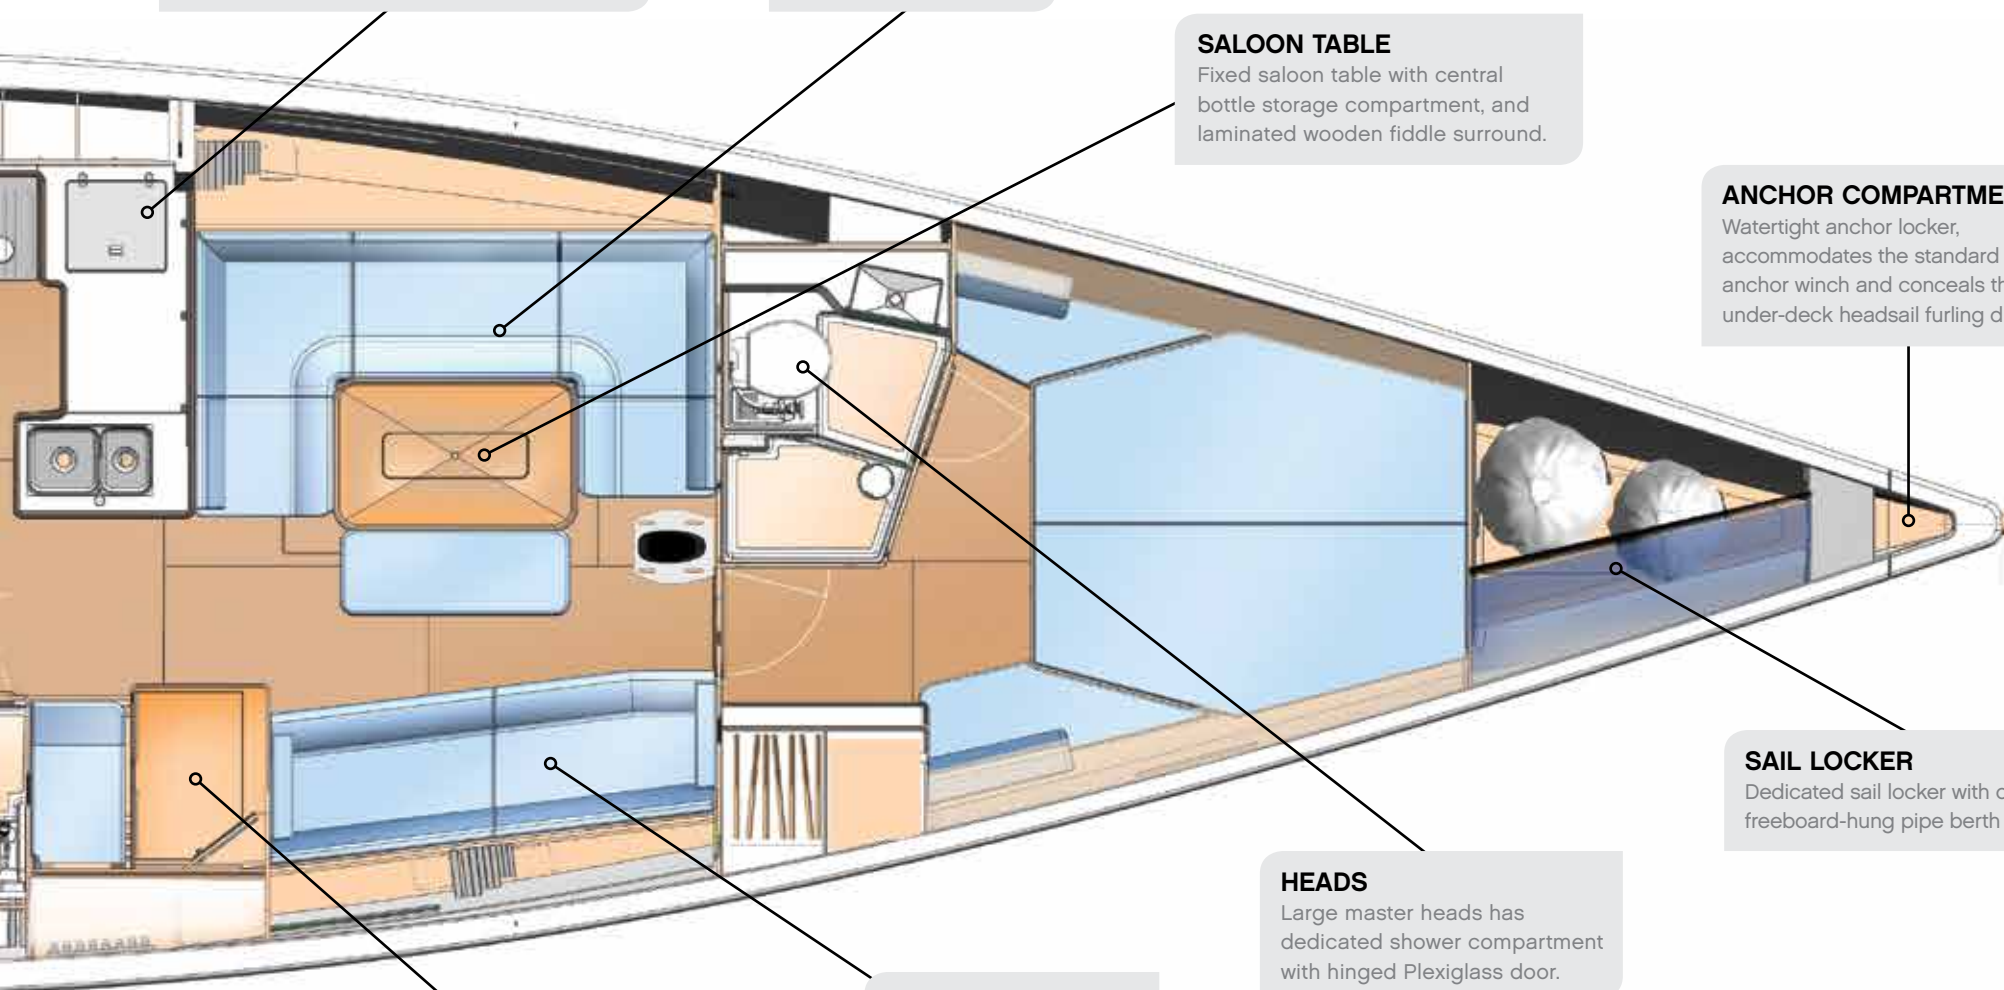 SALOON TABLE
Fixed saloon table with central
bottle storage compartment, and
laminated wooden fiddle surround.
ANCHOR
Watertight anchor locker,
accommodates the standard
anchor winch and conceals
under-deck headsail furling
SAIL LOCKER
Dedicated sail locker with
freeboard-hung pipe berth
HEADS
Large master heads has
dedicated shower compartment
with hinged Plexiglass door.